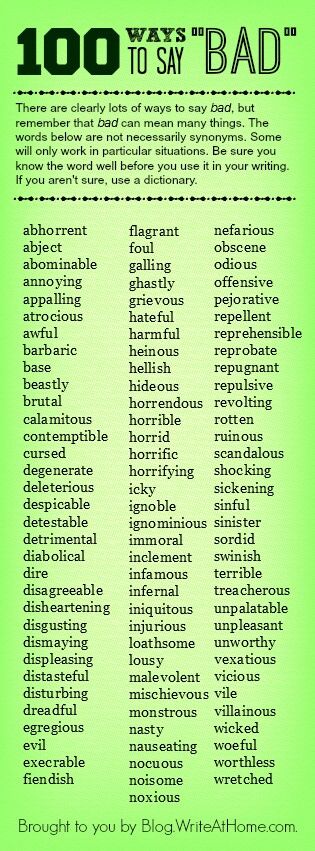 100 WAYS TO SAY "BAD"
There are clearly lots of ways to say bad, but
remember that bad can mean many things. The
words below are not necessarily synonyms. Some
will only work in particular situations. Be sure you
know the word well before you use it in your writing.
If you aren't sure, use a dictionary.
abhorrent
abject
abominable
annoying
appalling
atrocious
awful
barbaric
base
beastly
brutal
calamitous
contemptible
cursed
degenerate
deleterious
despicable
detestable
detrimental
diabolical
dire
disagreeable
disheartening
disgusting
dismaying
displeasing
distasteful
disturbing
dreadful
egregious
evil
execrable
fiendish
flagrant
foul
galling
ghastly
grievous
hateful
harmful
heinous
hellish
hideous
horrendous
horrible
horrid
horrific
horrifying
icky
ignoble
ignominious
immoral
inclement
infamous
infernal
iniquitous
injurious
loathsome
lousy
malevolent
mischievous
monstrous
nasty
nauseating
nocuous
noisome
noxious
nefarious
obscene
odious
offensive
pejorative
repellent
reprehensible
reprobate
repugnant
repulsive
revolting
rotten
ruinous
scandalous
shocking
sickening
sinful
sinister
sordid
swinish
terrible
treacherous
unpalatable
unpleasant
unworthy
vexatious
vicious
vile
villainous
wicked
woeful
worthless
wretched
Brought to you by Blog.WriteAtHome.com.